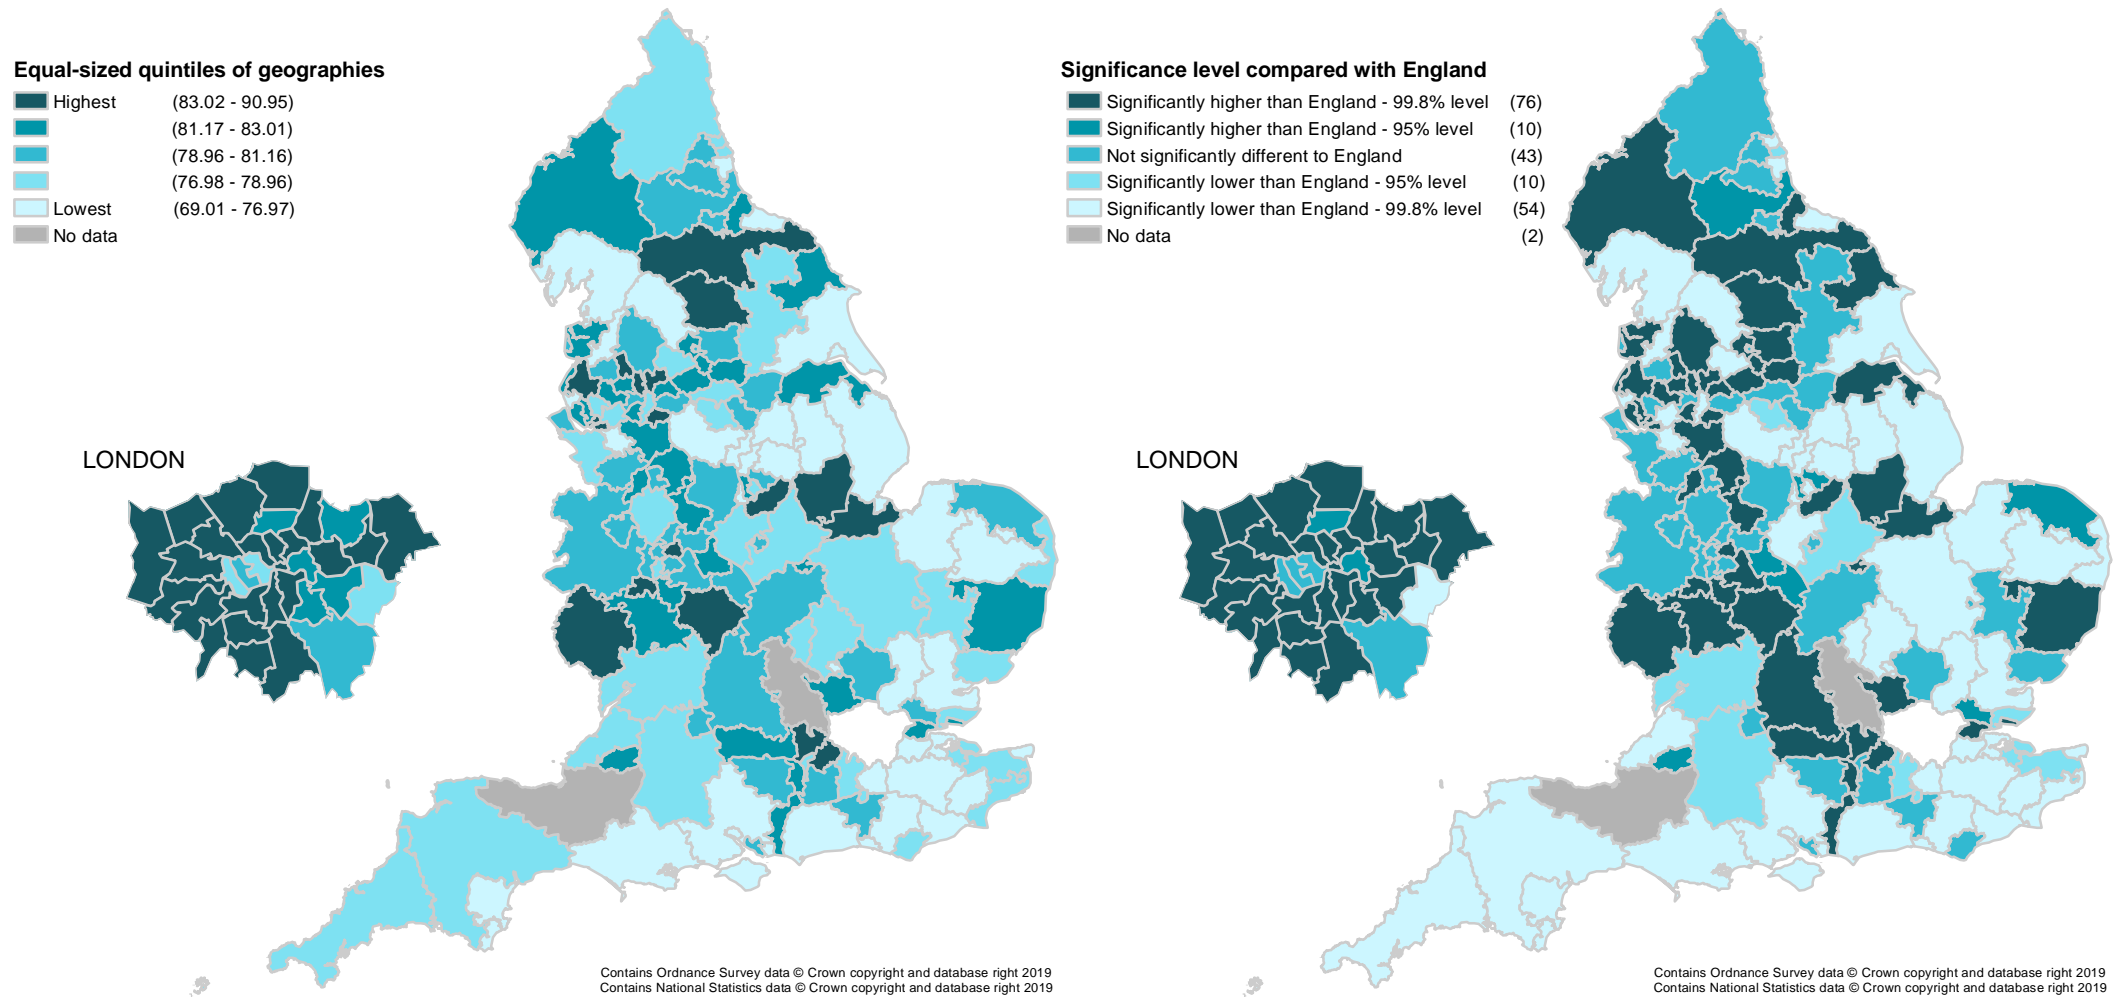 Equal-sized quintiles of geographies
Highest (83.02 - 90.95)
(81.17 - 83.01)
(78.96 - 81.16)
(76.98 - 78.96)
Lowest (69.01 - 76.97)
No data
LONDON
Contains Ordnance Survey data © Crown copyright and database right 2019
Contains National Statistics data © Crown copyright and database right 2019
Significance level compared with England
Significantly higher than England - 99.8% level (76)
Significantly higher than England - 95% level (10)
Not significantly different to England (43)
Significantly lower than England - 95% level (10)
Significantly lower than England - 99.8% level (54)
No data (2)
LONDON
Contains Ordnance Survey data © Crown copyright and database right 2019
Contains National Statistics data © Crown copyright and database right 2019